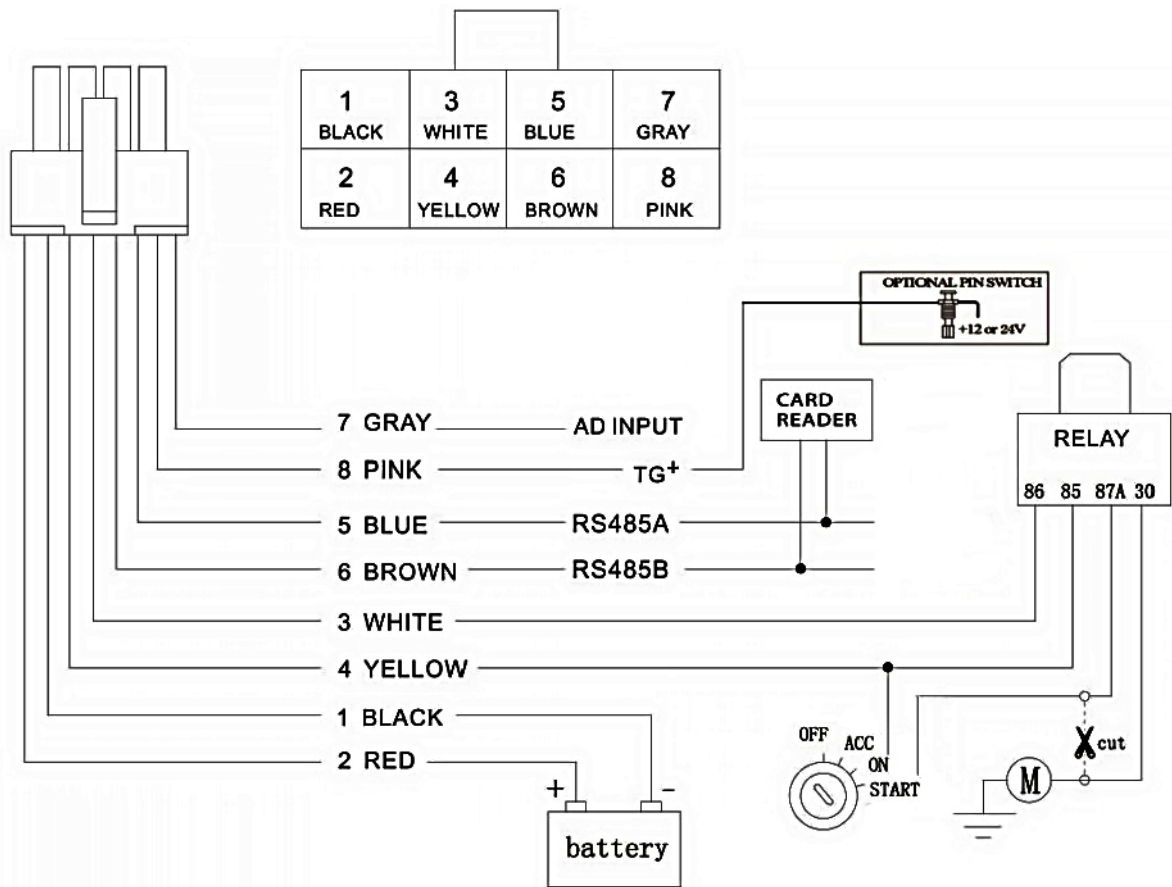 1 3 5 7
BLACK WHITE BLUE GRAY
2 4 6 8
RED YELLOW BROWN PINK
OPTIONAL PIN SWITCH
+12 or 24V
CARD
READER
RELAY
86 85 87A 30
7 GRAY AD INPUT
8 PINK TG+
5 BLUE RS485A
6 BROWN RS485B
3 WHITE
4 YELLOW
1 BLACK
2 RED
OFF
ACC
ON
START
cut
M
+ -
battery